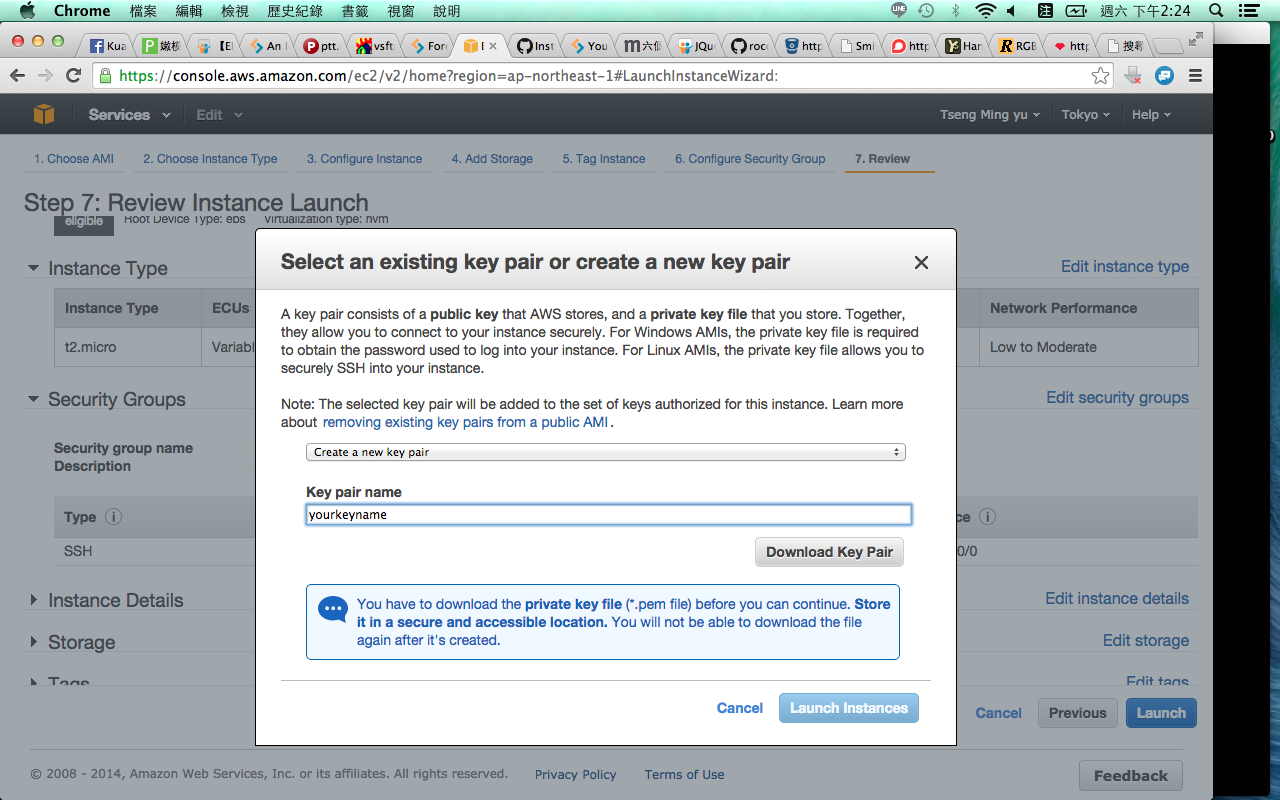 Chrome 檔案 編輯 檢視 歷史紀錄 書籤 視窗 說明 注 週六 下午2:24
Kua 嫩樹 An I ptt. vsft For E Inst You 六佰 JQue roc http Smi http Har RGB http 搜尋
https://console.aws.amazon.com/ec2/v2/home?region=ap-northeast-1#LaunchInstanceWizard:
Services Edit Tseng Ming yu Tokyo Help
1. Choose AMI 2. Choose Instance Type 3. Configure Instance 4. Add Storage 5. Tag Instance 6. Configure Security Group 7. Review
Step 7: Review Instance Launch
eligible Root Device Type: ebs Virtualization type: hvm
Instance Type Edit instance type
Instance Type ECUs Network Performance
t2.micro Variabl Low to Moderate
Security Groups Edit security groups
Security group name
Description
Type ce
SSH 0/0
Instance Details Edit instance details
Storage Edit storage
Tags Edit tags
Select an existing key pair or create a new key pair
A key pair consists of a public key that AWS stores, and a private key file that you store. Together,
they allow you to connect to your instance securely. For Windows AMIs, the private key file is required
to obtain the password used to log into your instance. For Linux AMIs, the private key file allows you to
securely SSH into your instance.
Note: The selected key pair will be added to the set of keys authorized for this instance. Learn more
about removing existing key pairs from a public AMI.
Create a new key pair
Key pair name
yourkeyname
Download Key Pair
You have to download the private key file (*.pem file) before you can continue. Store
it in a secure and accessible location. You will not be able to download the file
again after it's created.
Cancel Launch Instances
Cancel Previous Launch
© 2008 - 2014, Amazon Web Services, Inc. or its affiliates. All rights reserved. Privacy Policy Terms of Use Feedback